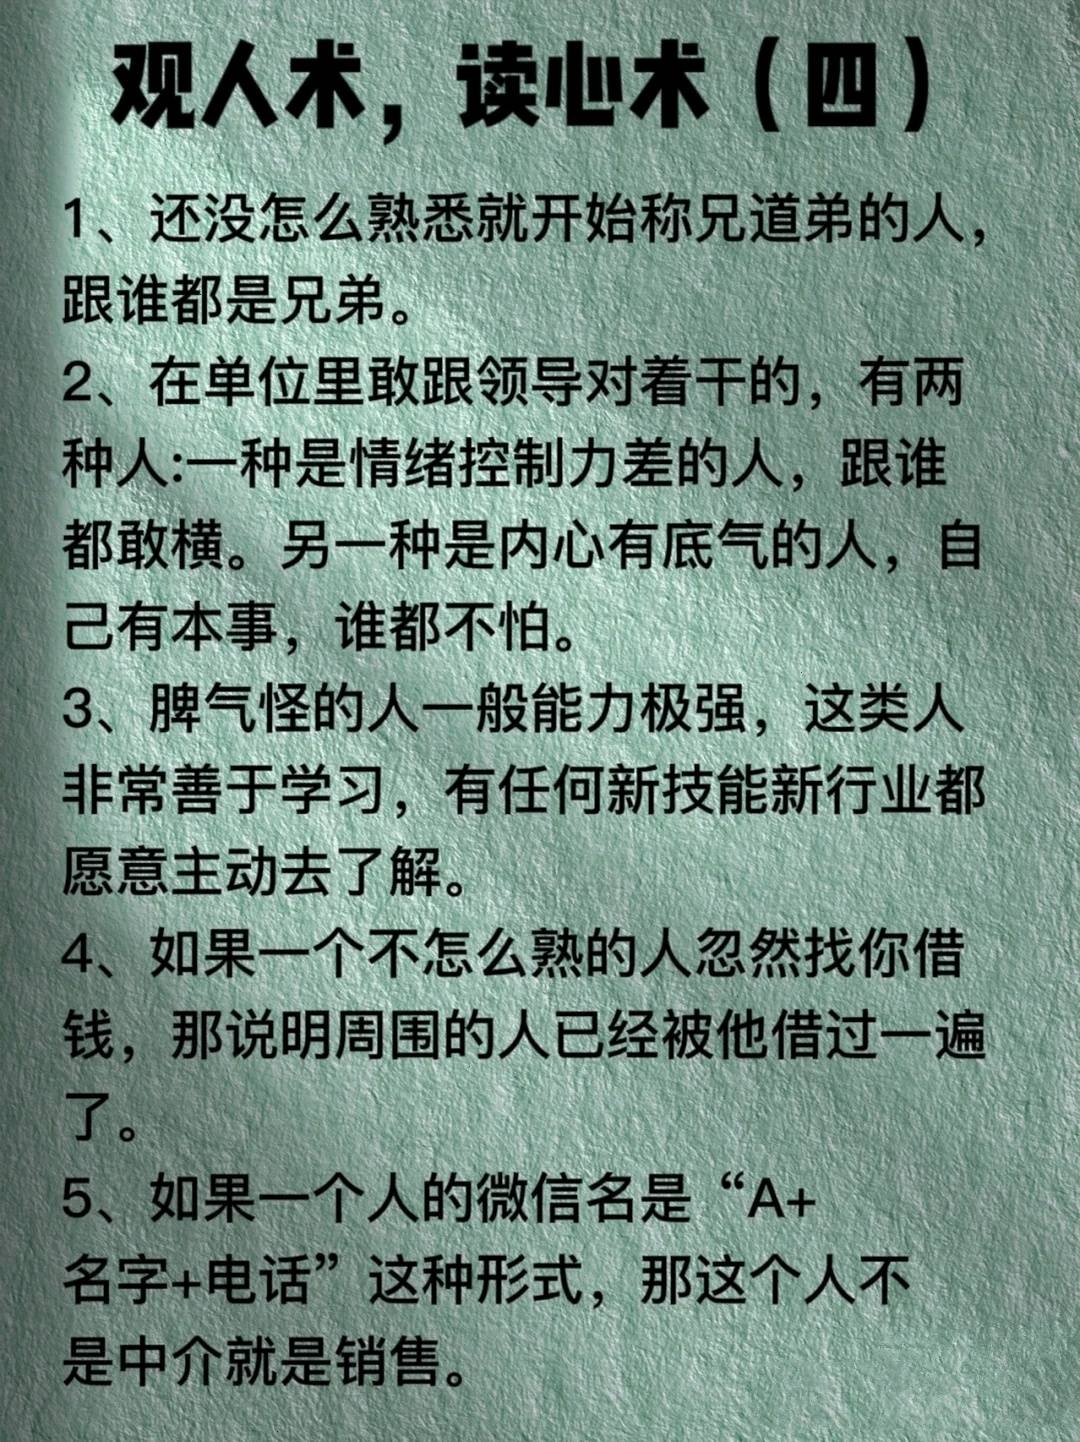 观人术，读心术（四）
1、还没怎么熟悉就开始称兄道弟的人，
跟谁都是兄弟。
2、在单位里敢跟领导对着干的，有两
种人:一种是情绪控制力差的人，跟谁
都敢横。另一种是内心有底气的人，自
己有本事，谁都不怕。
3、脾气怪的人一般能力极强，这类人
非常善于学习，有任何新技能新行业都
愿意主动去了解。
4、如果一个不怎么熟的人忽然找你借
钱，那说明周围的人已经被他借过一遍
了。
5、如果一个人的微信名是“A+
名字+电话”这种形式，那这个人不
是中介就是销售。